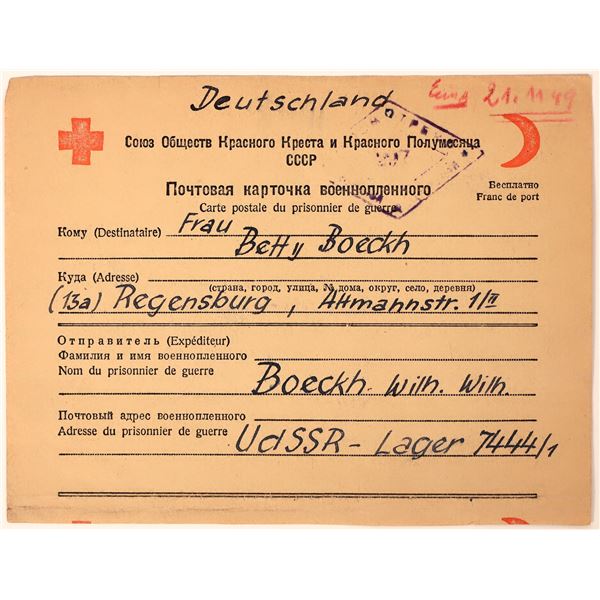 Deutschland
Eing 21.11.49
Союз Обществ Красного Креста и Красного Полумесяца
СССР
Почтовая карточка военнопленного
Carte postale du prisonnier de guerre
Бесплатно
Franc de port
Кому (Destinataire) Frau
Betty Boeckh
Куда (Adresse)
(страна, город, улица, № дома, округ, село, деревня)
(13a) Regensburg, Altmannstr. 1/II
Отправитель (Expéditeur)
Фамилия и имя военнопленного
Nom du prisonnier de guerre
Boeckh Wilh. Wilh.
Почтовый адрес военнопленного
Adresse du prisonnier de guerre
UdSSR - Lager 7444/1